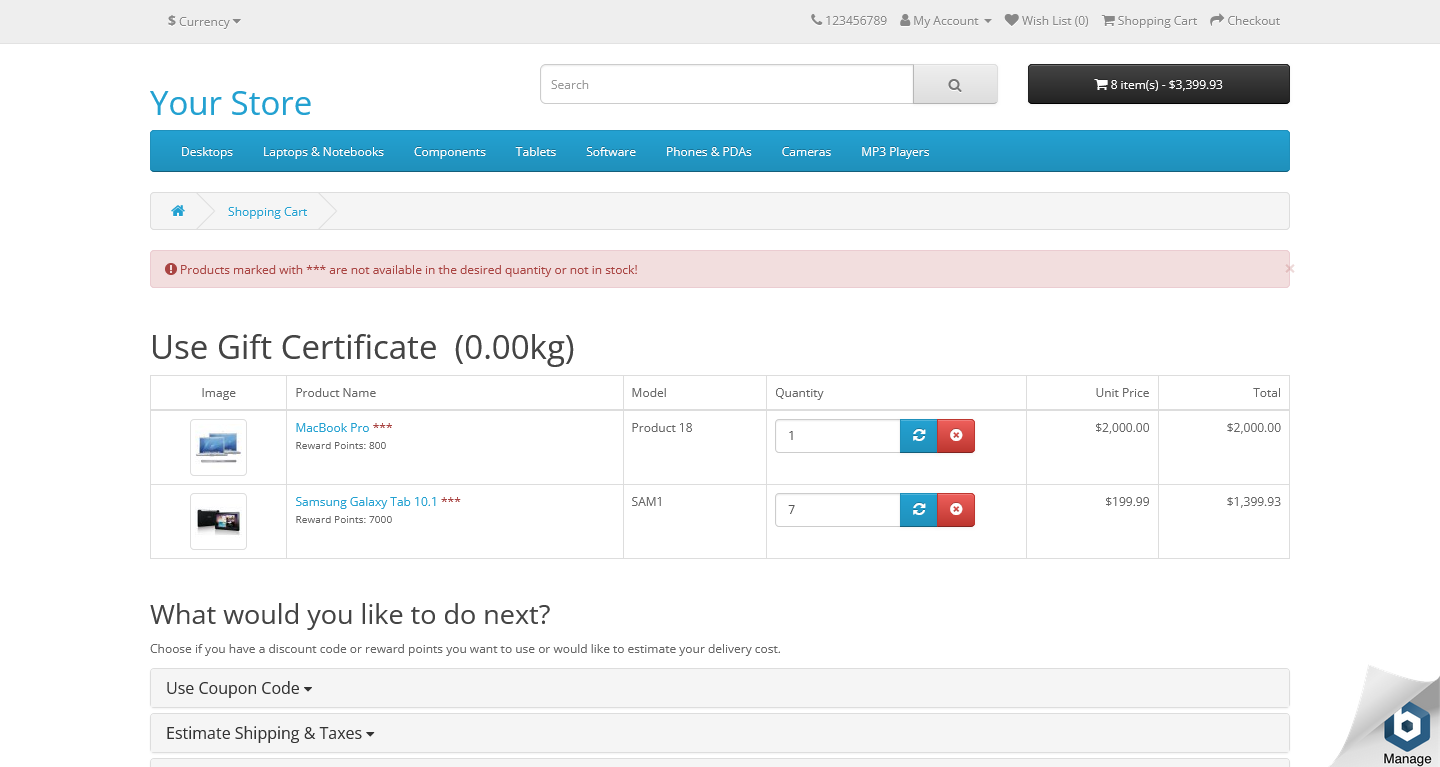 $ Currency
123456789 My Account Wish List (0) Shopping Cart Checkout
Your Store
Search
8 item(s) - $3,399.93
Desktops Laptops & Notebooks Components Tablets Software Phones & PDAs Cameras MP3 Players
Shopping Cart
Products marked with *** are not available in the desired quantity or not in stock!
×
Use Gift Certificate (0.00kg)
Image Product Name Model Quantity Unit Price Total
MacBook Pro *** Product 18 1 $2,000.00 $2,000.00
Reward Points: 800
Samsung Galaxy Tab 10.1 *** SAM1 7 $199.99 $1,399.93
Reward Points: 7000
What would you like to do next?
Choose if you have a discount code or reward points you want to use or would like to estimate your delivery cost.
Use Coupon Code
Estimate Shipping & Taxes
Manage